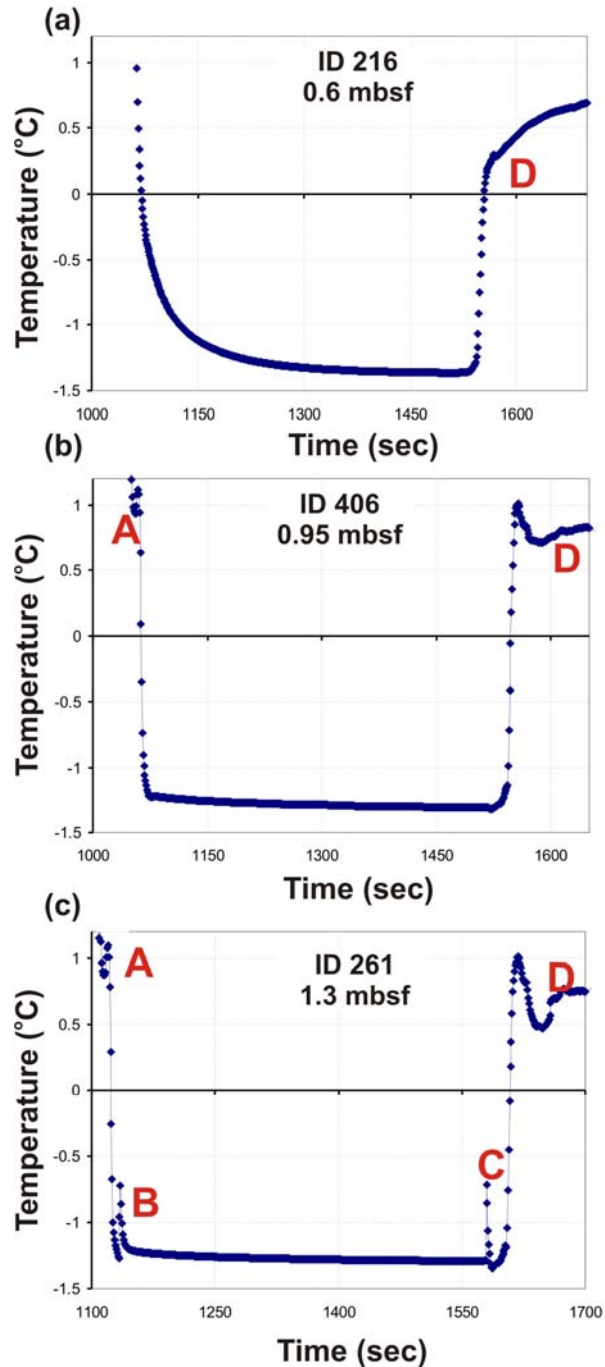 (a)
ID 216
0.6 mbsf
Temperature (°C)
1
0.5
0
-0.5
-1
-1.5
D
1000 1150 1300 1450 1600
Time (sec)
(b)
ID 406
0.95 mbsf
Temperature (°C)
1
0.5
0
-0.5
-1
-1.5
A
D
1000 1150 1300 1450 1600
Time (sec)
(c)
ID 261
1.3 mbsf
Temperature (°C)
1
0.5
0
-0.5
-1
-1.5
A
D
B
C
1100 1250 1400 1550 1700
Time (sec)